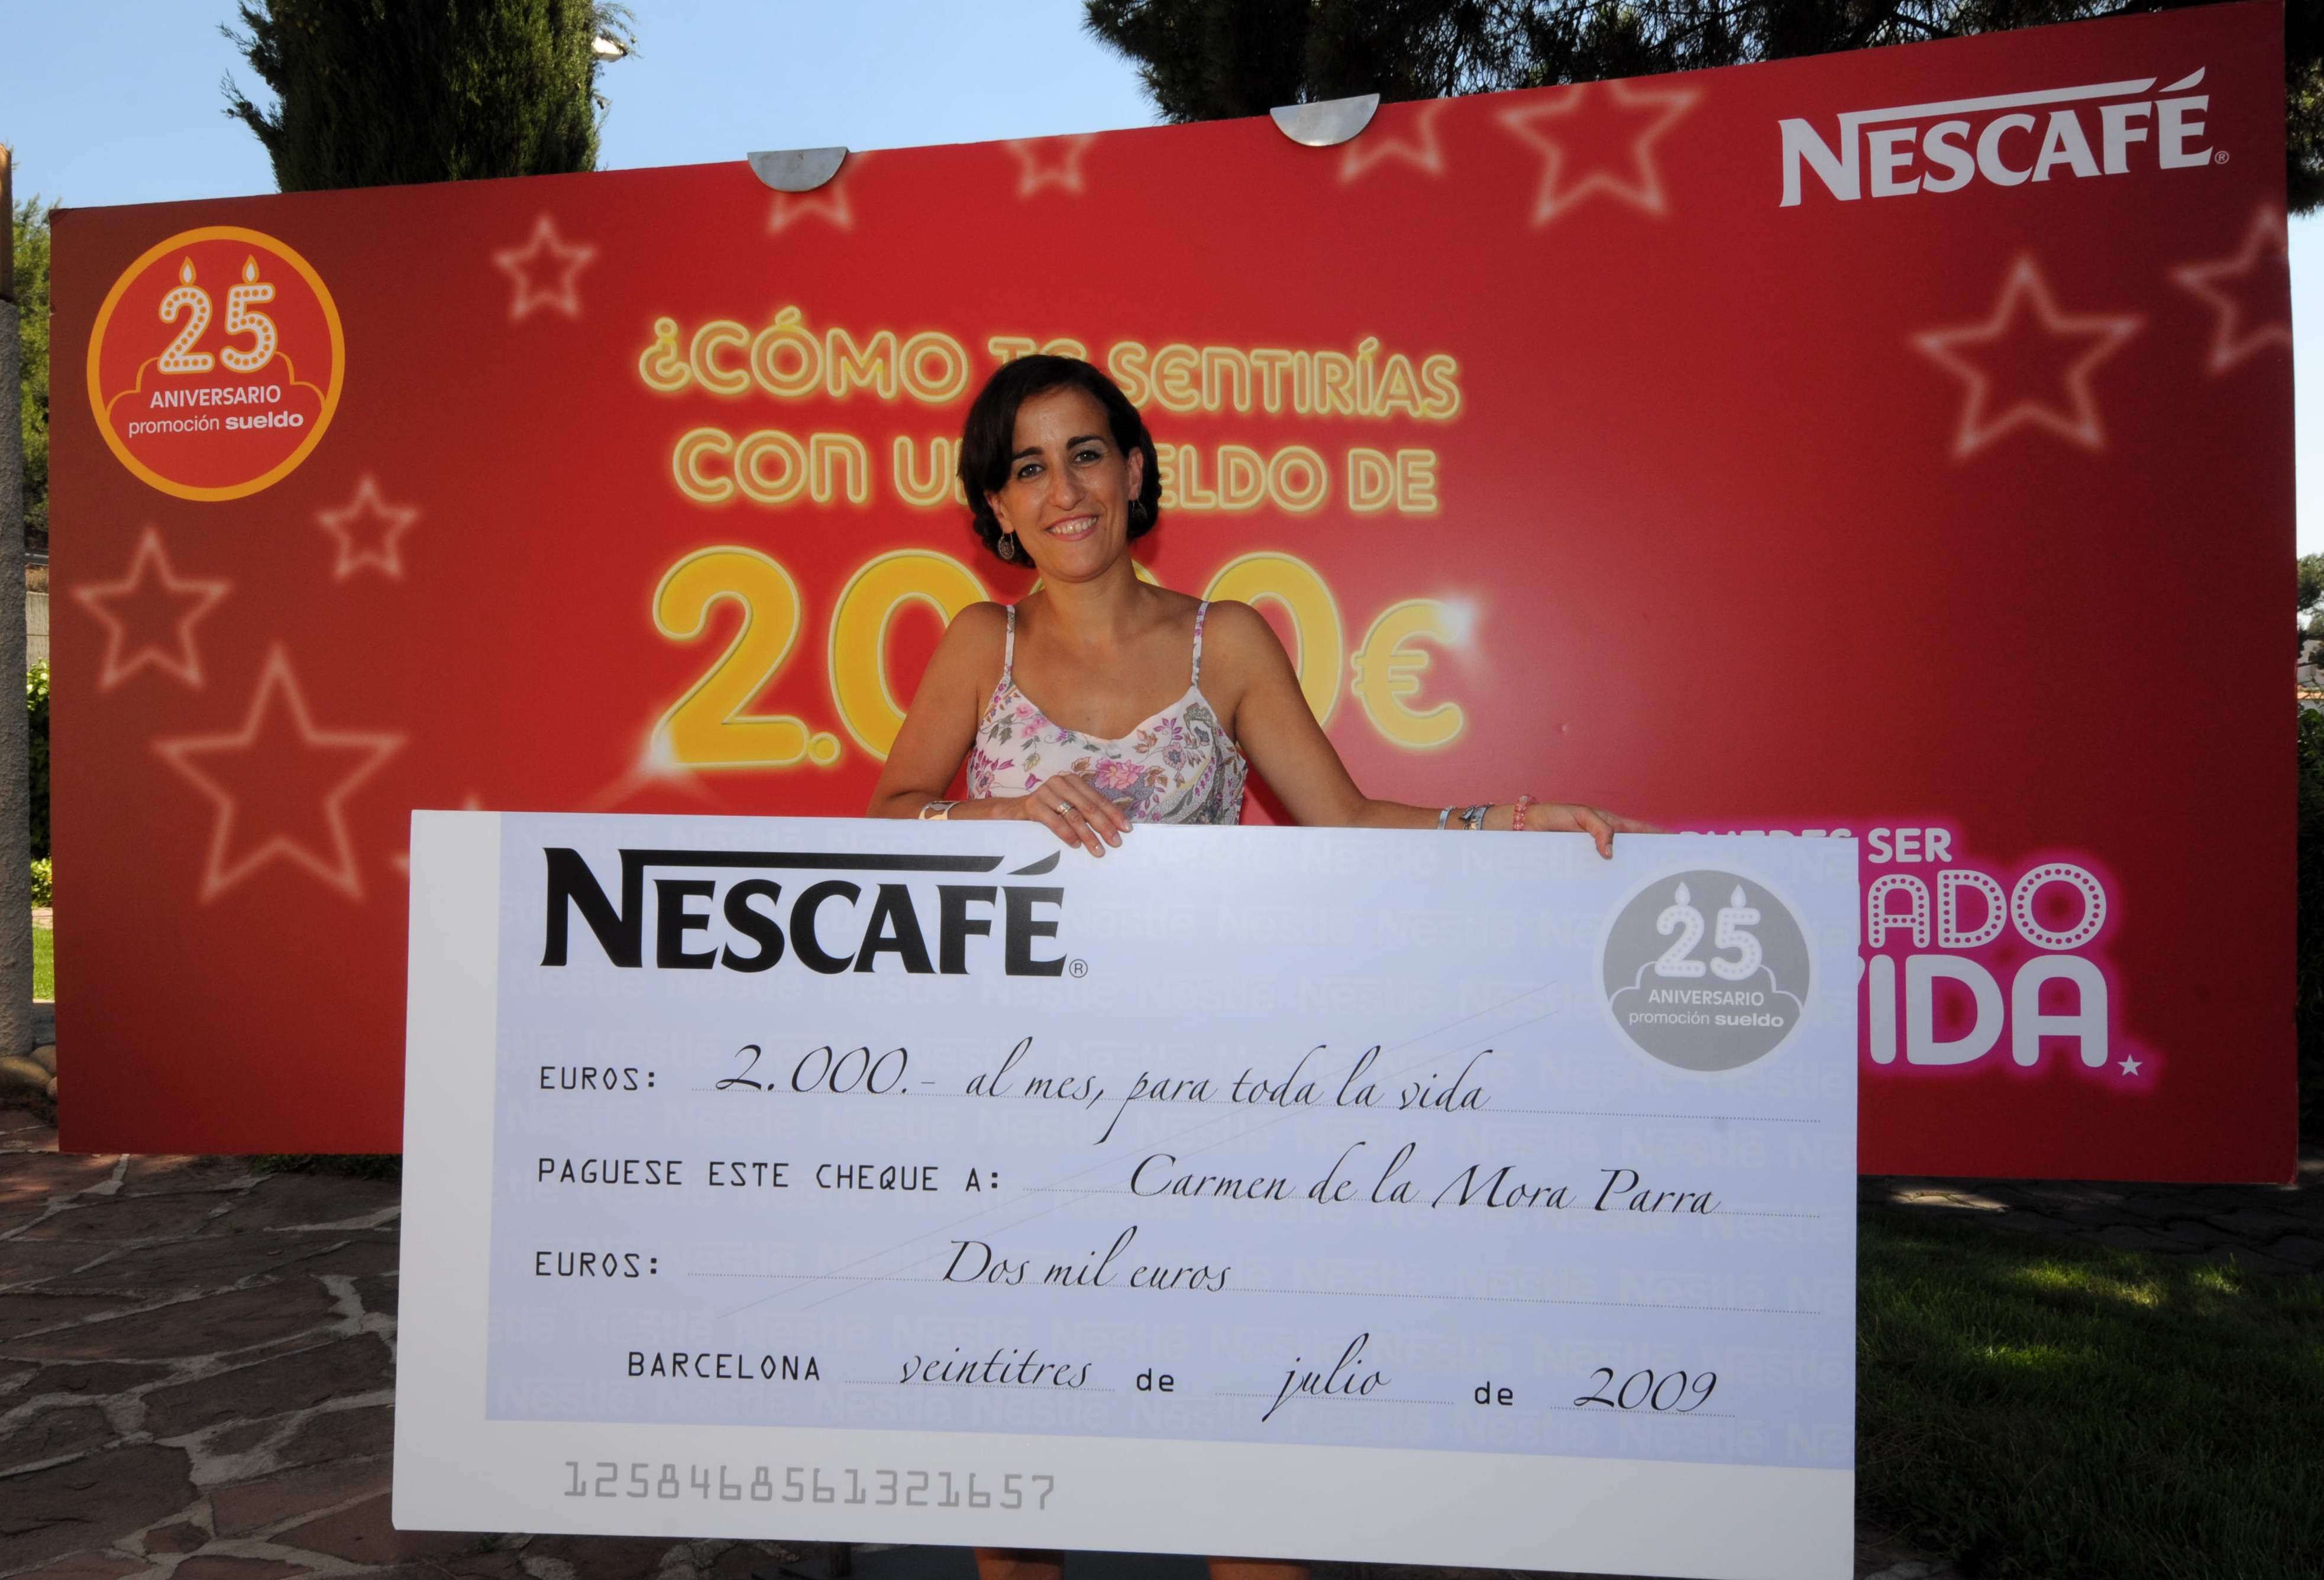 NESCAFÉ®
25
ANIVERSARIO
promoción sueldo
¿CÓMO TE SENTIRÍAS
CON UN SUELDO DE
2.000€
PUEDES SER
ADO
VIDA.
NESCAFÉ®
25
ANIVERSARIO
promoción sueldo
EUROS: 2.000.- al mes, para toda la vida
PAGUESE ESTE CHEQUE A: Carmen de la Mora Parra
EUROS: Dos mil euros
BARCELONA veintitres de julio de 2009
1258468561321657